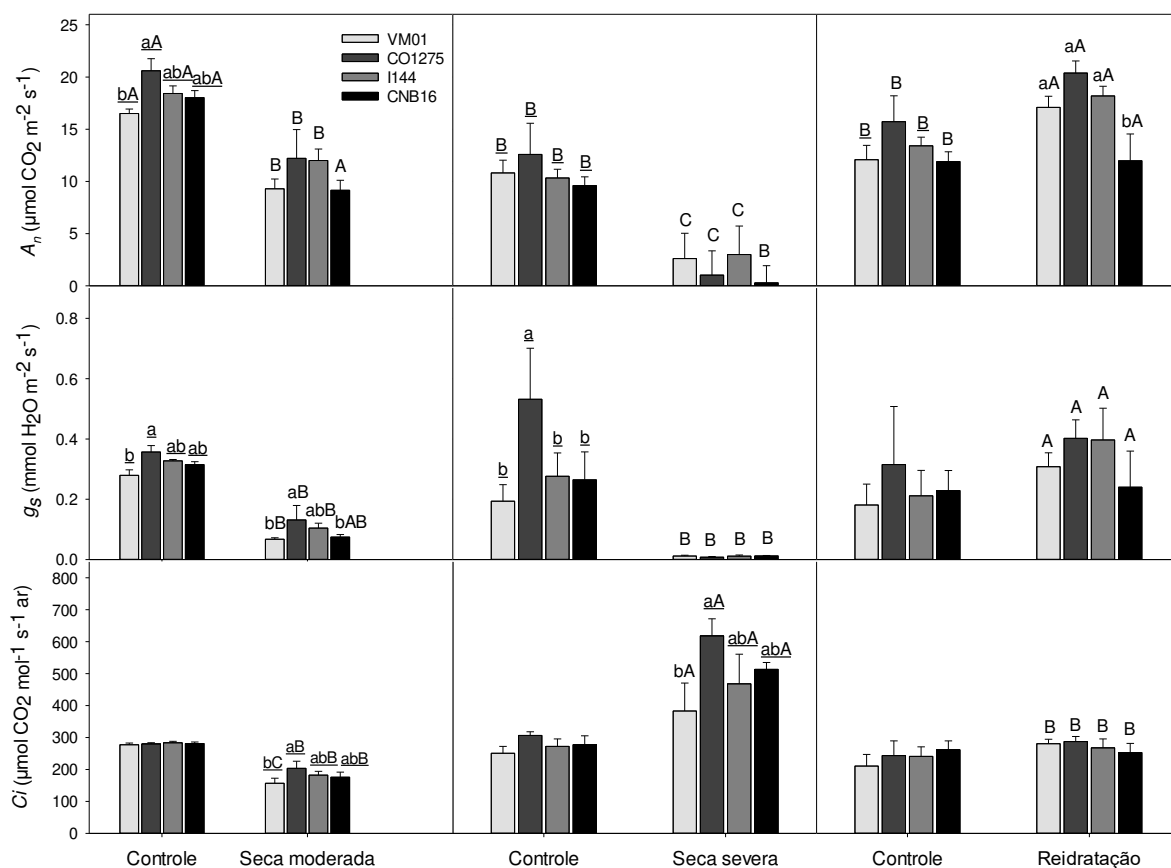 25
20
15
10
5
0
An (µmol CO2 m-2 s-1)
VM01
CO1275
I144
CNB16
bA aA abA abA
B B B A
B B B B
C C C B
B B B B
aA aA aA bA
0.8
0.6
0.4
0.2
0.0
gs (mmol H2O m-2 s-1)
b a ab ab
bB aB abB bAB
b a b b
B B B B
A A A A
800
700
600
500
400
300
200
100
0
Ci (µmol CO2 mol-1 s-1 ar)
bC aB abB abB
bA aA abA abA
B B B B
Controle Seca moderada Controle Seca severa Controle Reidratação